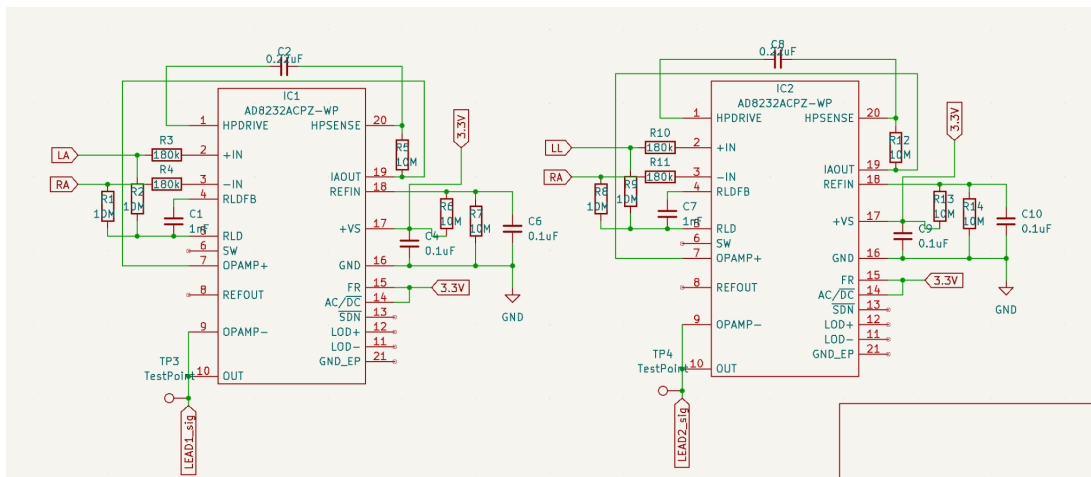 C2
0.22uF
IC1
AD8232ACPZ-WP
1
HPDRIVE
HPSENSE
20
LA
R3
180k
2
+IN
R5
10M
3.3V
RA
R4
180k
3
-IN
IAOUT
19
R1
10M
R2
10M
4
RLDFB
REFIN
18
C1
1nF
R6
10M
R7
10M
5
RLD
+VS
17
C4
0.1uF
C6
0.1uF
6
SW
7
OPAMP+
GND
16
8
REFOUT
FR
15
3.3V
AC/DC
14
GND
SDN
13
9
OPAMP-
LOD+
12
LOD-
11
TP3
TestPoint
GND_EP
21
10
OUT
LEAD1_sig
C8
0.22uF
IC2
AD8232ACPZ-WP
1
HPDRIVE
HPSENSE
20
LL
R10
180k
2
+IN
R12
10M
3.3V
RA
R11
180k
3
-IN
IAOUT
19
R8
10M
R9
10M
4
RLDFB
REFIN
18
C7
1nF
R13
10M
R14
10M
5
RLD
+VS
17
C9
0.1uF
C10
0.1uF
6
SW
7
OPAMP+
GND
16
8
REFOUT
FR
15
3.3V
AC/DC
14
GND
SDN
13
9
OPAMP-
LOD+
12
LOD-
11
TP4
TestPoint
GND_EP
21
10
OUT
LEAD2_sig